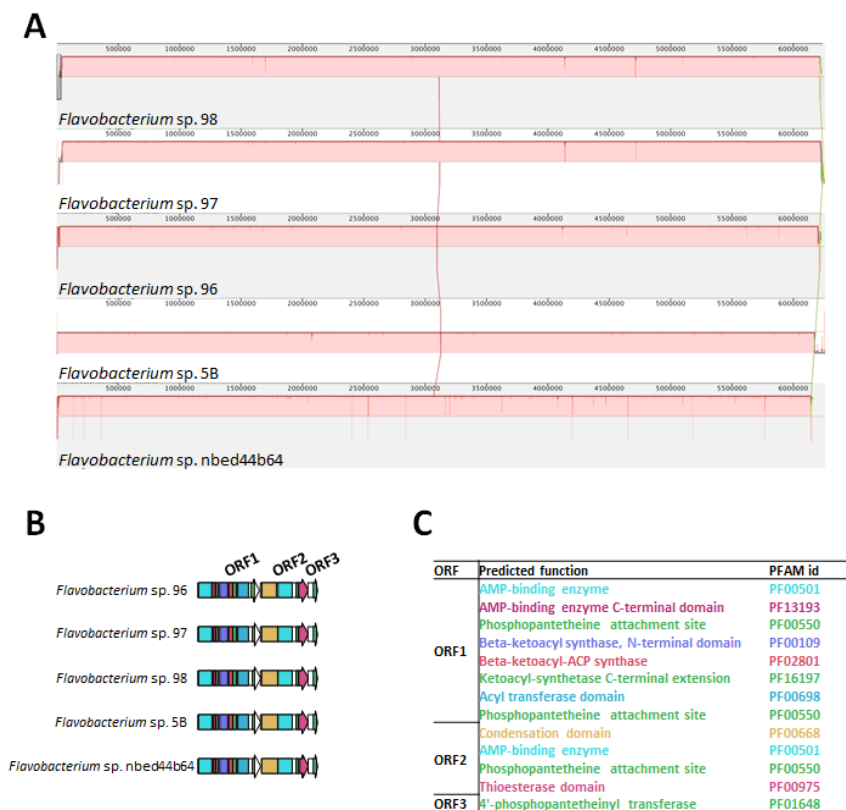 A
500000 1000000 1500000 2000000 2500000 3000000 3500000 4000000 4500000 5000000 5500000 6000000
Flavobacterium sp. 98
500000 1000000 1500000 2000000 2500000 3000000 3500000 4000000 4500000 5000000 5500000 6000000
Flavobacterium sp. 97
500000 1000000 1500000 2000000 2500000 3000000 3500000 4000000 4500000 5000000 5500000 6000000
Flavobacterium sp. 96
500000 1000000 1500000 2000000 2500000 3000000 3500000 4000000 4500000 5000000 5500000 6000000
Flavobacterium sp. 5B
500000 1000000 1500000 2000000 2500000 3000000 3500000 4000000 4500000 5000000 5500000 6000000
Flavobacterium sp. nbed44b64
B
ORF1 ORF2 ORF3
Flavobacterium sp. 96
Flavobacterium sp. 97
Flavobacterium sp. 98
Flavobacterium sp. 5B
Flavobacterium sp. nbed44b64
C
ORF Predicted function PFAM id
AMP-binding enzyme PF00501
AMP-binding enzyme C-terminal domain PF13193
Phosphopantetheine attachment site PF00550
Beta-ketoacyl synthase, N-terminal domain PF00109
ORF1 Beta-ketoacyl-ACP synthase PF02801
Ketoacyl-synthetase C-terminal extension PF16197
Acyl transferase domain PF00698
Phosphopantetheine attachment site PF00550
Condensation domain PF00668
ORF2 AMP-binding enzyme PF00501
Phosphopantetheine attachment site PF00550
Thioesterase domain PF00975
ORF3 4'-phosphopantetheinyl transferase PF01648